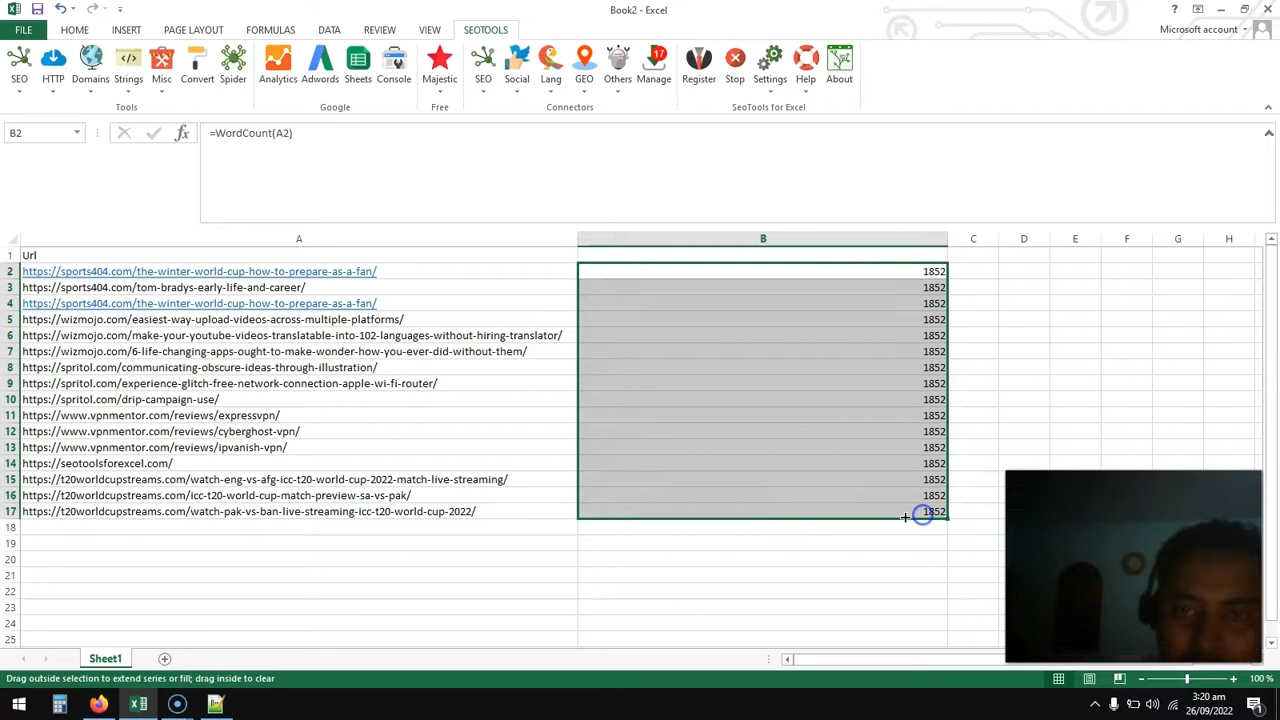 Book2 - Excel
FILE HOME INSERT PAGE LAYOUT FORMULAS DATA REVIEW VIEW SEOTOOLS
Microsoft account
17
SEO HTTP Domains Strings Misc Convert Spider Analytics Adwords Sheets Console Majestic SEO Social Lang GEO Others Manage Register Stop Settings Help About
Tools Google Free Connectors SeoTools for Excel
B2 fx =WordCount(A2)
A B C D E F G H
1 Url
2 https://sports404.com/the-winter-world-cup-how-to-prepare-as-a-fan/ 1852
3 https://sports404.com/tom-bradys-early-life-and-career/ 1852
4 https://sports404.com/the-winter-world-cup-how-to-prepare-as-a-fan/ 1852
5 https://wizmojo.com/easiest-way-upload-videos-across-multiple-platforms/ 1852
6 https://wizmojo.com/make-your-youtube-videos-translatable-into-102-languages-without-hiring-translator/ 1852
7 https://wizmojo.com/6-life-changing-apps-ought-to-make-wonder-how-you-ever-did-without-them/ 1852
8 https://spritol.com/communicating-obscure-ideas-through-illustration/ 1852
9 https://spritol.com/experience-glitch-free-network-connection-apple-wi-fi-router/ 1852
10 https://spritol.com/drip-campaign-use/ 1852
11 https://www.vpnmentor.com/reviews/expressvpn/ 1852
12 https://www.vpnmentor.com/reviews/cyberghost-vpn/ 1852
13 https://www.vpnmentor.com/reviews/ipvanish-vpn/ 1852
14 https://seotoolsforexcel.com/ 1852
15 https://t20worldcupstreams.com/watch-eng-vs-afg-icc-t20-world-cup-2022-match-live-streaming/ 1852
16 https://t20worldcupstreams.com/icc-t20-world-cup-match-preview-sa-vs-pak/ 1852
17 https://t20worldcupstreams.com/watch-pak-vs-ban-live-streaming-icc-t20-world-cup-2022/ 1852
18
19
20
21
22
23
24
25
Sheet1
Drag outside selection to extend series or fill; drag inside to clear 100 %
3:20 am
26/09/2022